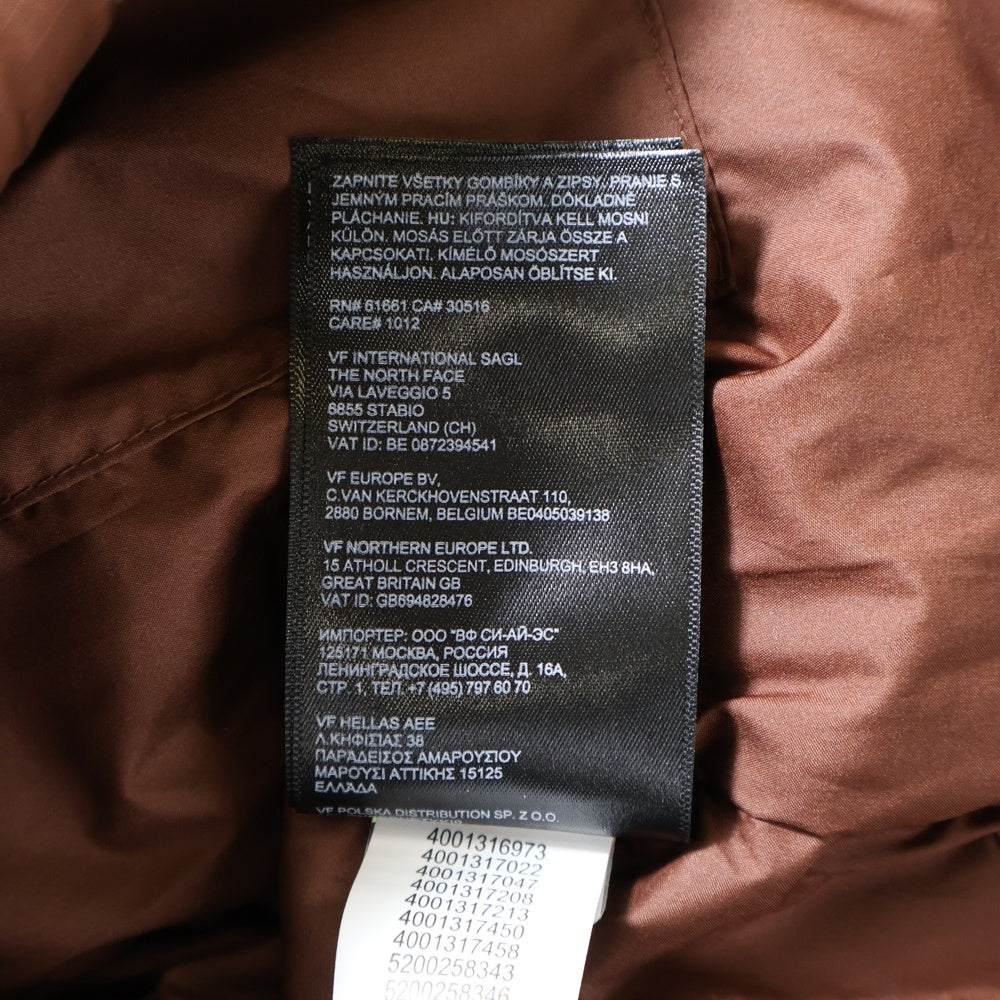 ZAPNITE VŠETKY GOMBÍKY A ZIPSY. PRANIE S
JEMNYM PRACÍM PRÁŠKOM. DÔKLADNÉ
PLÁCHANIE. HU: KIFORDÍTVA KELL MOSNI
KÜLÖN. MOSÁS ELŐTT ZÁRJA ÖSSZE A
KAPCSOKATI. KÍMÉLŐ MOSÓSZERT
HASZNÁLJON. ALAPOSAN ÖBLÍTSE KI.
RN# 61661 CA# 30516
CARE# 1012
VF INTERNATIONAL SAGL
THE NORTH FACE
VIA LAVEGGIO 5
6855 STABIO
SWITZERLAND (CH)
VAT ID: BE 0872394541
VF EUROPE BV,
C.VAN KERCKHOVENSTRAAT 110,
2880 BORNEM, BELGIUM BE0405039138
VF NORTHERN EUROPE LTD.
15 ATHOLL CRESCENT, EDINBURGH, EH3 8HA,
GREAT BRITAIN GB
VAT ID: GB694828476
ИМПОРТЕР: ООО "ВФ СИ-АЙ-ЭС"
125171 МОСКВА, РОССИЯ
ЛЕНИНГРАДСКОЕ ШОССЕ, Д. 16А,
СТР. 1, ТЕЛ. +7 (495) 797 60 70
VF HELLAS AEE
Λ.ΚΗΦΙΣΙΑΣ 38
ΠΑΡΑΔΕΙΣΟΣ ΑΜΑΡΟΥΣΙΟΥ
ΜΑΡΟΥΣΙ ΑΤΤΙΚΗΣ 15125
ΕΛΛΑΔΑ
VF POLSKA DISTRIBUTION SP. Z O.O.
4001316973
4001317022
4001317047
4001317208
4001317213
4001317450
4001317458
5200258343
5200258346